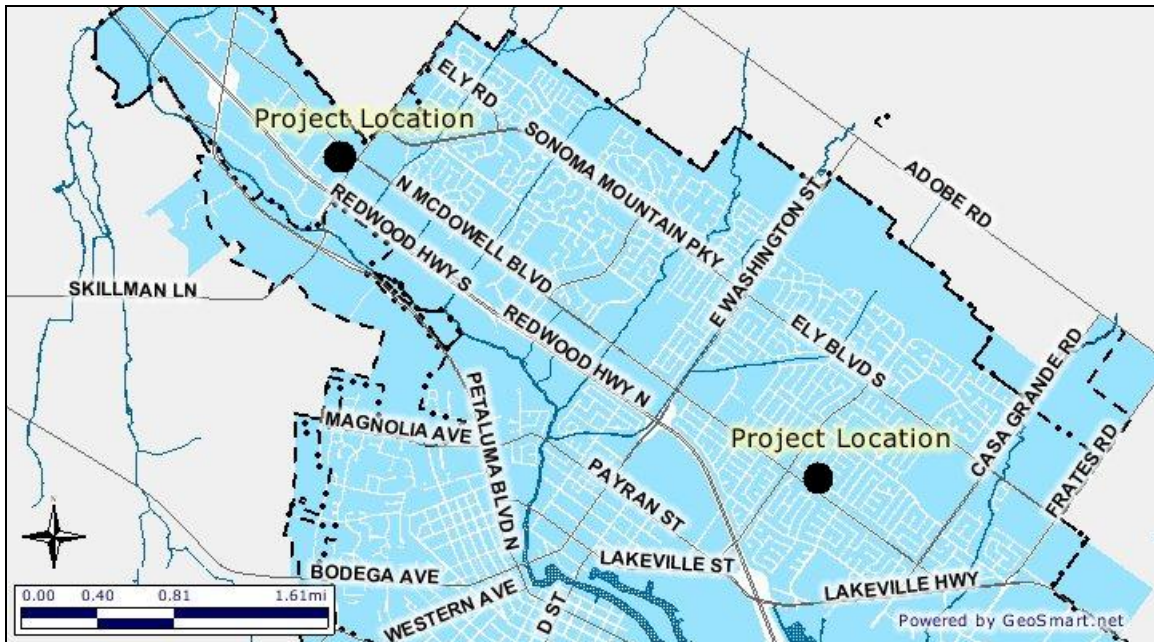 ELY RD
Project Location
SONOMA MOUNTAIN PKY
ADOBE RD
N MCDOWELL BLVD
REDWOOD HWY S
E WASHINGTON ST
SKILLMAN LN
REDWOOD HWY N
ELY BLVD S
CASA GRANDE RD
PETALUMA BLVD N
MAGNOLIA AVE
Project Location
PAYRAN ST
FRATES RD
LAKEVILLE ST
BODEGA AVE
LAKEVILLE HWY
WESTERN AVE
D ST
N
0.00 0.40 0.81 1.61mi
Powered by GeoSmart.net